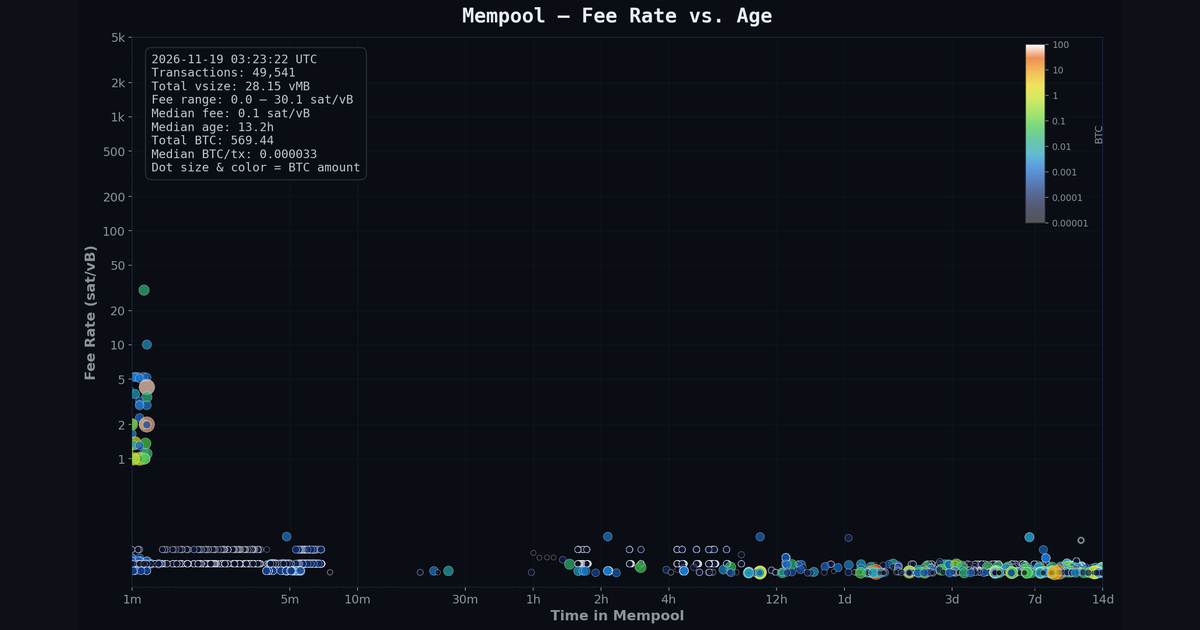 Mempool — Fee Rate vs. Age
2026-11-19 03:23:22 UTC
Transactions: 49,541
Total vsize: 28.15 vMB
Fee range: 0.0 – 30.1 sat/vB
Median fee: 0.1 sat/vB
Median age: 13.2h
Total BTC: 569.44
Median BTC/tx: 0.000033
Dot size & color = BTC amount
100
10
1
0.1
0.01
0.001
0.0001
0.00001
BTC
5k
2k
1k
500
200
100
50
20
10
5
2
1
Fee Rate (sat/vB)
1m
5m
10m
30m
1h
2h
4h
12h
1d
3d
7d
14d
Time in Mempool